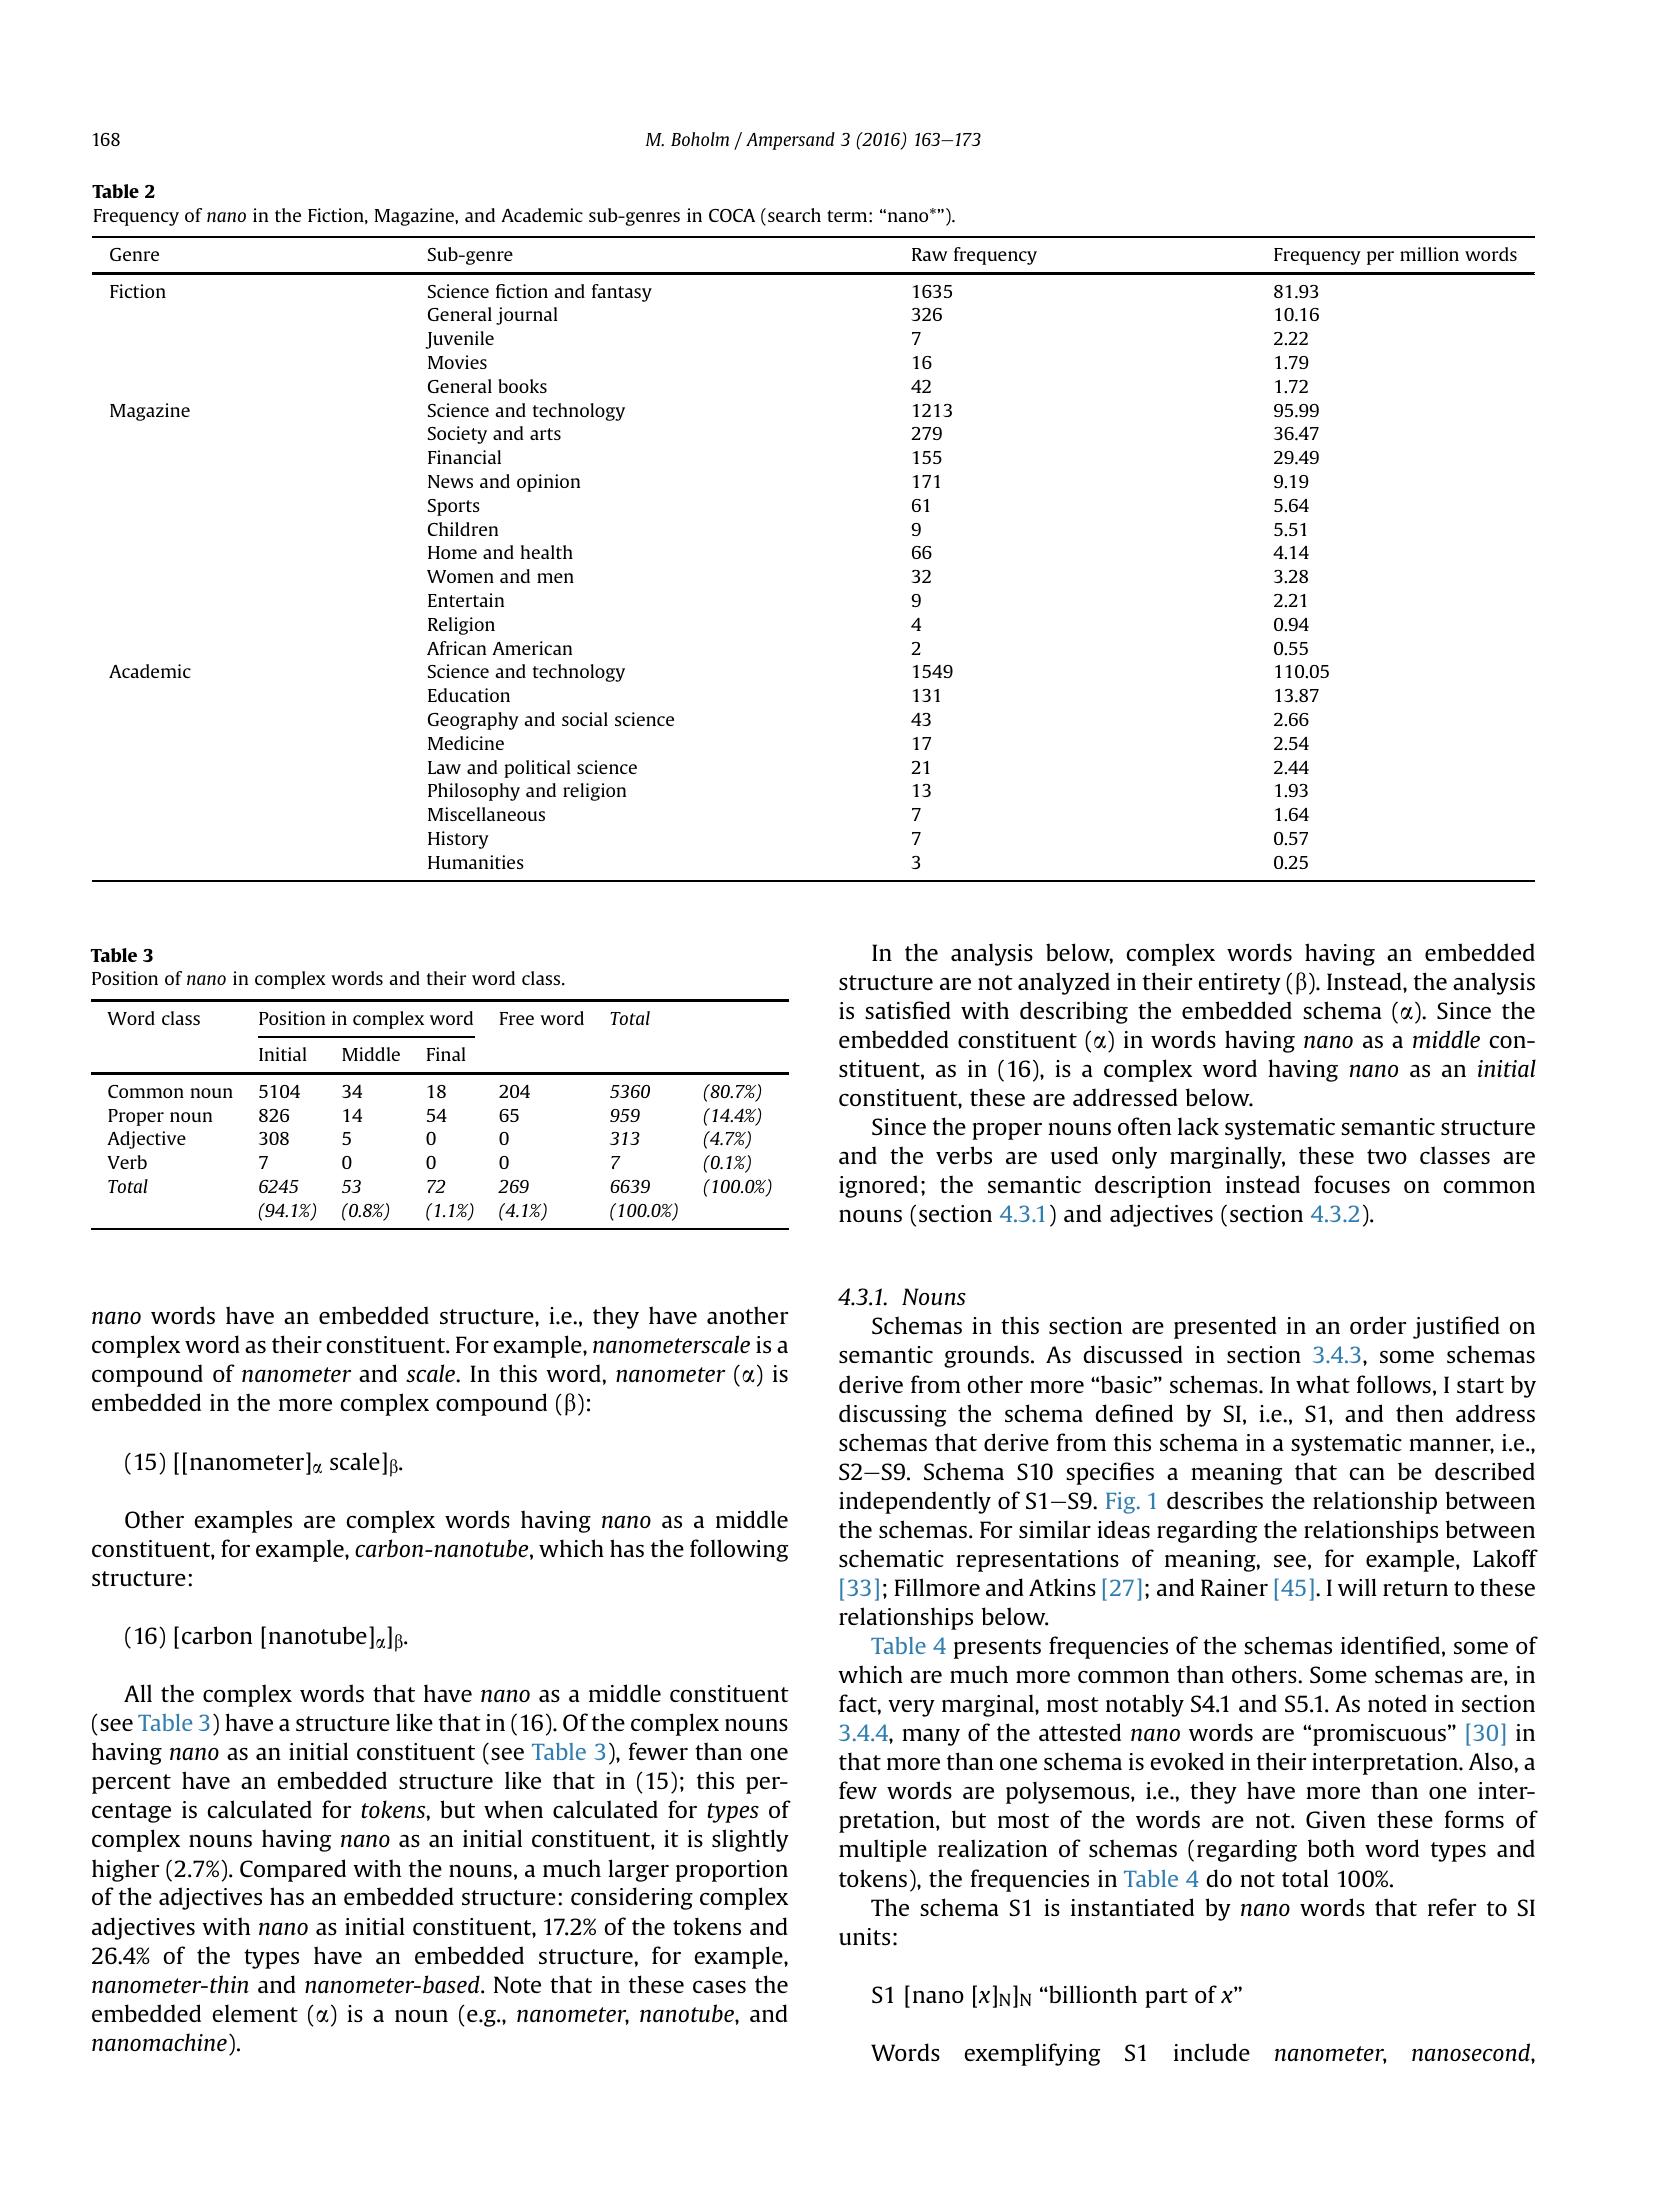 168
M. Boholm / Ampersand 3 (2016) 163–173
Table 2
Frequency of nano in the Fiction, Magazine, and Academic sub-genres in COCA (search term: “nano*”).
Genre Sub-genre Raw frequency Frequency per million words
Fiction Science fiction and fantasy 1635 81.93
General journal 326 10.16
Juvenile 7 2.22
Movies 16 1.79
General books 42 1.72
Magazine Science and technology 1213 95.99
Society and arts 279 36.47
Financial 155 29.49
News and opinion 171 9.19
Sports 61 5.64
Children 9 5.51
Home and health 66 4.14
Women and men 32 3.28
Entertain 9 2.21
Religion 4 0.94
African American 2 0.55
Academic Science and technology 1549 110.05
Education 131 13.87
Geography and social science 43 2.66
Medicine 17 2.54
Law and political science 21 2.44
Philosophy and religion 13 1.93
Miscellaneous 7 1.64
History 7 0.57
Humanities 3 0.25
Table 3
Position of nano in complex words and their word class.
Word class Position in complex word Free word Total
Initial Middle Final
Common noun 5104 34 18 204 5360 (80.7%)
Proper noun 826 14 54 65 959 (14.4%)
Adjective 308 5 0 0 313 (4.7%)
Verb 7 0 0 0 7 (0.1%)
Total 6245 53 72 269 6639 (100.0%)
(94.1%) (0.8%) (1.1%) (4.1%) (100.0%)
nano words have an embedded structure, i.e., they have another
complex word as their constituent. For example, nanometerscale is a
compound of nanometer and scale. In this word, nanometer (α) is
embedded in the more complex compound (β):
(15) [[nanometer]α scale]β.
Other examples are complex words having nano as a middle
constituent, for example, carbon-nanotube, which has the following
structure:
(16) [carbon [nanotube]α]β.
All the complex words that have nano as a middle constituent
(see Table 3) have a structure like that in (16). Of the complex nouns
having nano as an initial constituent (see Table 3), fewer than one
percent have an embedded structure like that in (15); this per-
centage is calculated for tokens, but when calculated for types of
complex nouns having nano as an initial constituent, it is slightly
higher (2.7%). Compared with the nouns, a much larger proportion
of the adjectives has an embedded structure: considering complex
adjectives with nano as initial constituent, 17.2% of the tokens and
26.4% of the types have an embedded structure, for example,
nanometer-thin and nanometer-based. Note that in these cases the
embedded element (α) is a noun (e.g., nanometer, nanotube, and
nanomachine).
In the analysis below, complex words having an embedded
structure are not analyzed in their entirety (β). Instead, the analysis
is satisfied with describing the embedded schema (α). Since the
embedded constituent (α) in words having nano as a middle con-
stituent, as in (16), is a complex word having nano as an initial
constituent, these are addressed below.
Since the proper nouns often lack systematic semantic structure
and the verbs are used only marginally, these two classes are
ignored; the semantic description instead focuses on common
nouns (section 4.3.1) and adjectives (section 4.3.2).
4.3.1. Nouns
Schemas in this section are presented in an order justified on
semantic grounds. As discussed in section 3.4.3, some schemas
derive from other more “basic” schemas. In what follows, I start by
discussing the schema defined by SI, i.e., S1, and then address
schemas that derive from this schema in a systematic manner, i.e.,
S2–S9. Schema S10 specifies a meaning that can be described
independently of S1–S9. Fig. 1 describes the relationship between
the schemas. For similar ideas regarding the relationships between
schematic representations of meaning, see, for example, Lakoff
[33]; Fillmore and Atkins [27]; and Rainer [45]. I will return to these
relationships below.
Table 4 presents frequencies of the schemas identified, some of
which are much more common than others. Some schemas are, in
fact, very marginal, most notably S4.1 and S5.1. As noted in section
3.4.4, many of the attested nano words are “promiscuous” [30] in
that more than one schema is evoked in their interpretation. Also, a
few words are polysemous, i.e., they have more than one inter-
pretation, but most of the words are not. Given these forms of
multiple realization of schemas (regarding both word types and
tokens), the frequencies in Table 4 do not total 100%.
The schema S1 is instantiated by nano words that refer to SI
units:
S1 [nano [x]N]N “billionth part of x”
Words exemplifying S1 include nanometer, nanosecond,